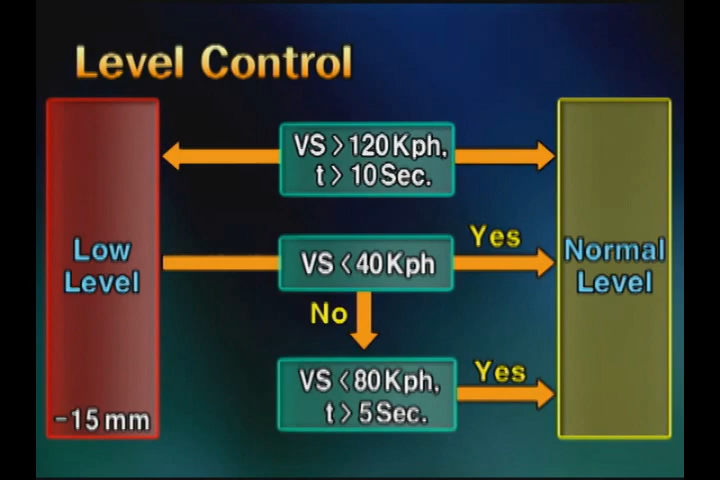 Level Control
VS > 120 Kph,
t > 10 Sec.
Low
Level
VS < 40 Kph
Yes
Normal
Level
No
VS < 80 Kph,
t > 5 Sec.
Yes
-15 mm